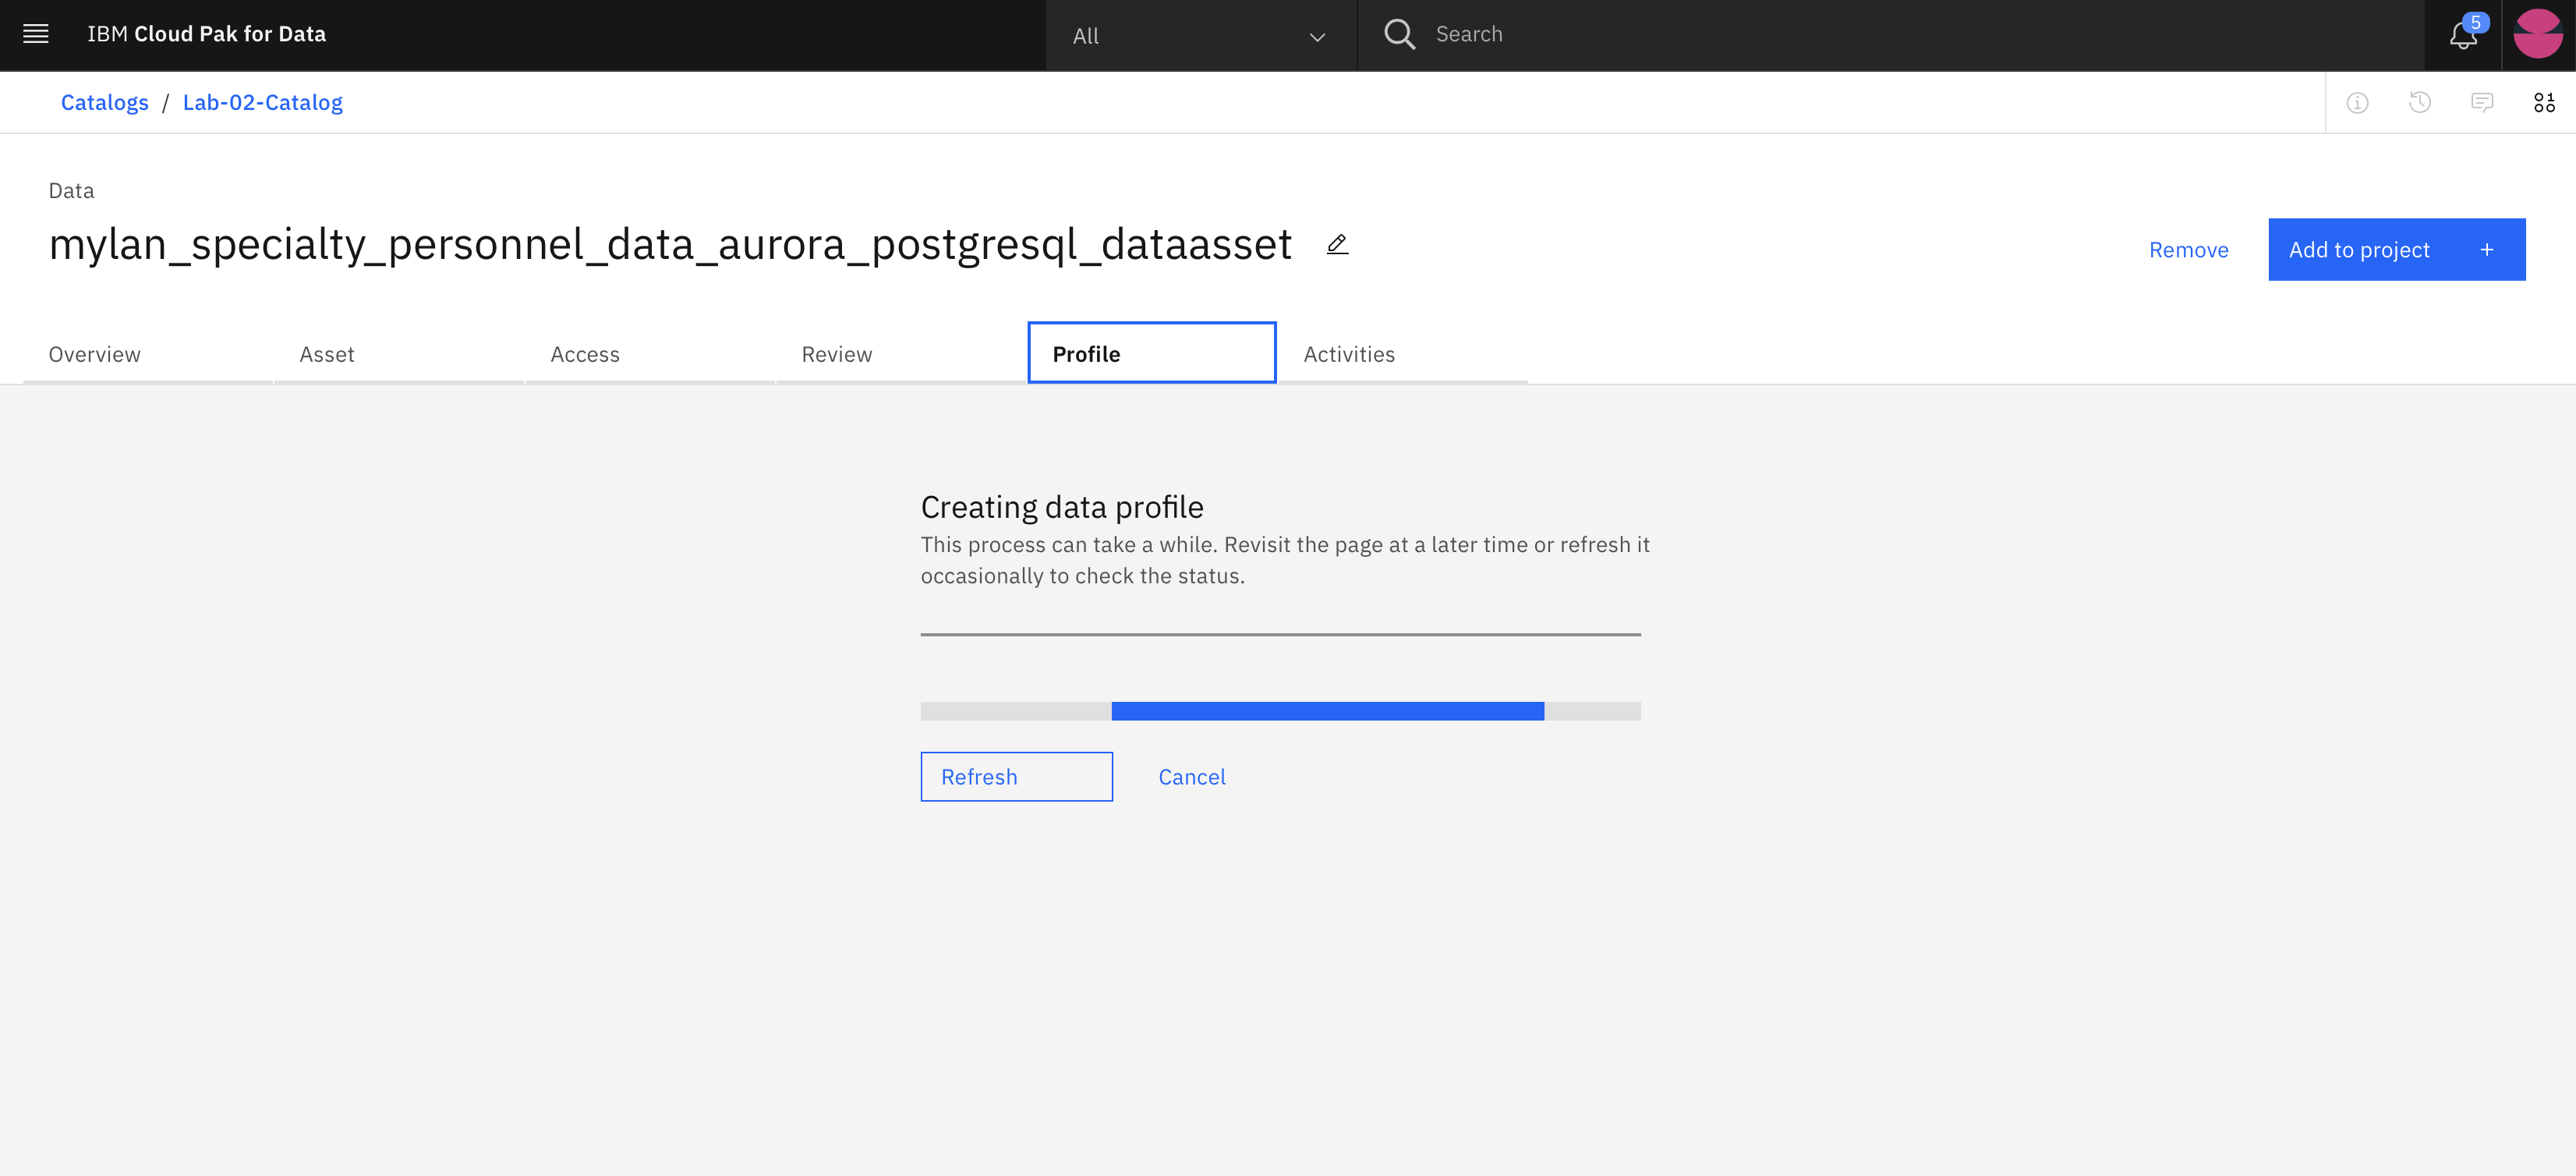 IBM Cloud Pak for Data
All
Search
5
Catalogs / Lab-02-Catalog
Data
mylan_specialty_personnel_data_aurora_postgresql_dataasset
Remove
Add to project +
Overview
Asset
Access
Review
Profile
Activities
Creating data profile
This process can take a while. Revisit the page at a later time or refresh it
occasionally to check the status.
Refresh
Cancel